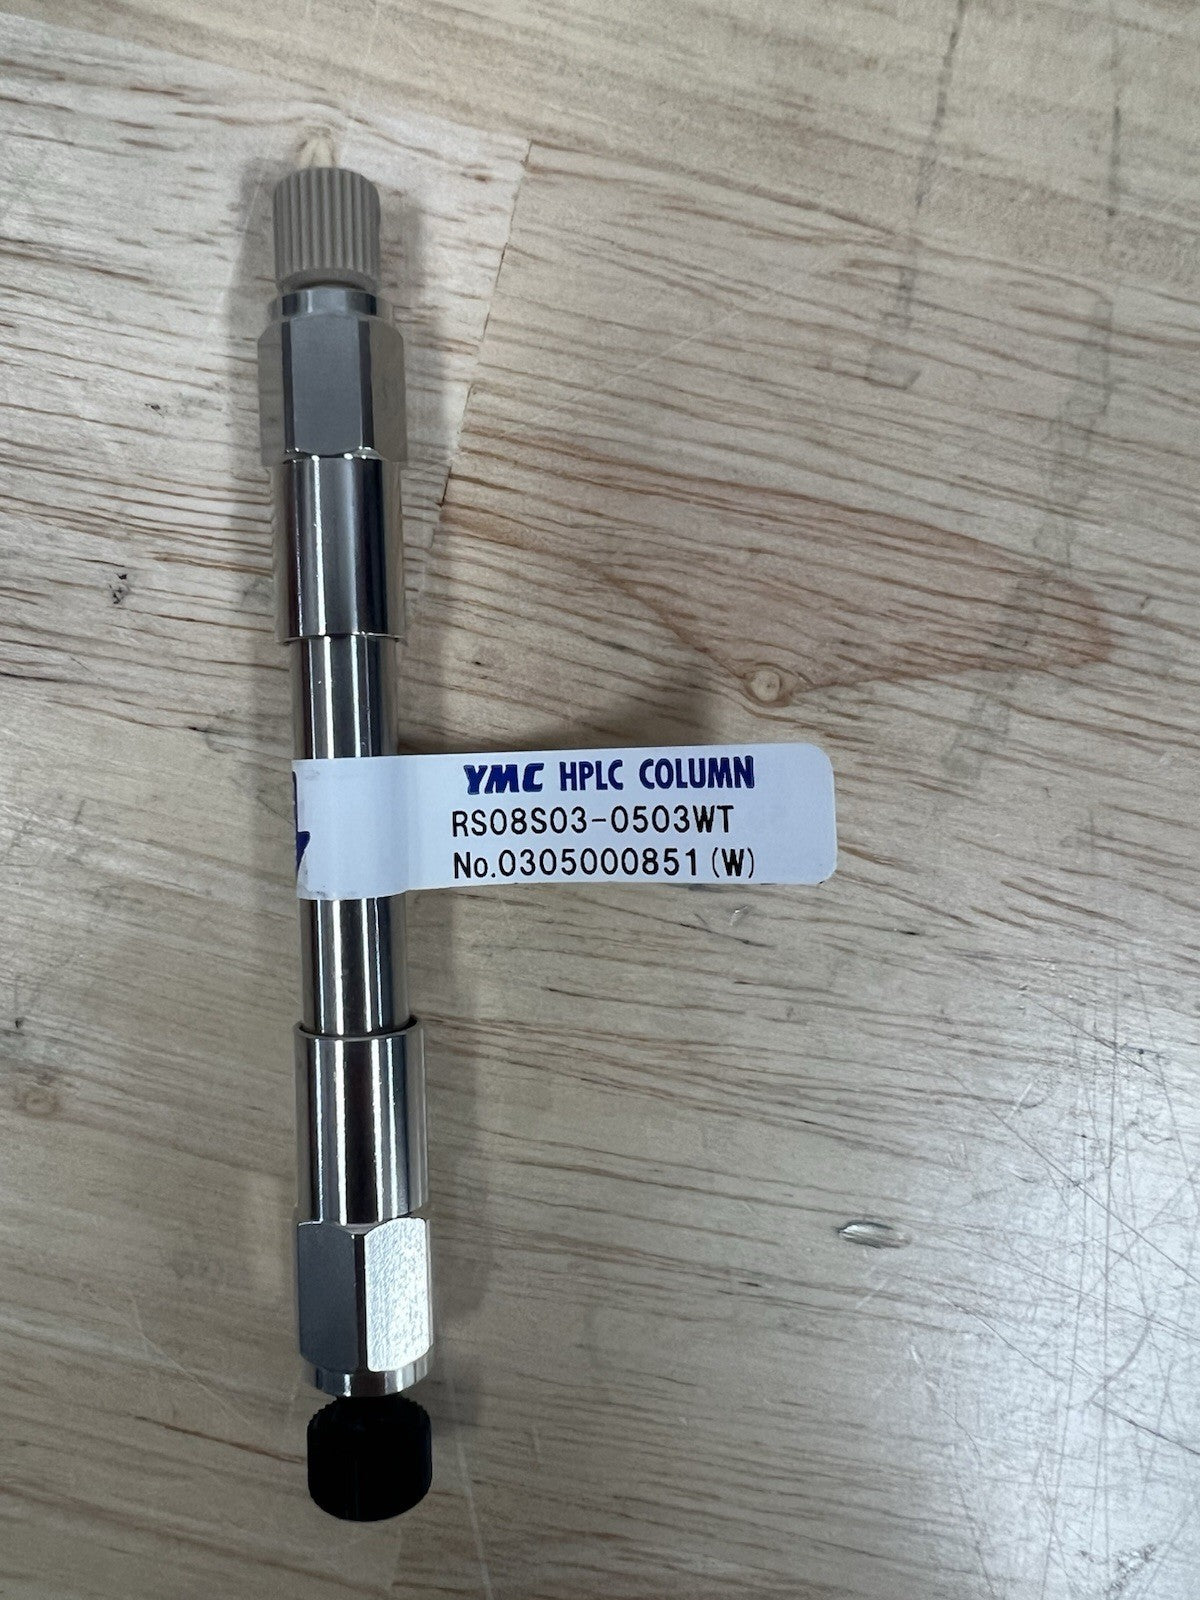 YMC HPLC COLUMN
RS08S03-0503WT
No.0305000851(W)